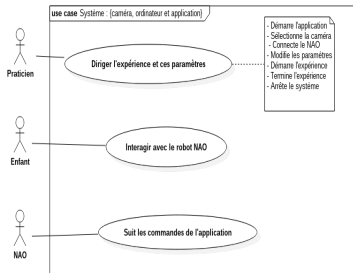 use case Système : {caméra, ordinateur et application}
- Démarre l'application
- Sélectionne la caméra
- Connecte le NAO
- Modifie les paramètres
- Démarre l'expérience
- Termine l'expérience
- Arrête le système
Diriger l'expérience et ces paramètres
Praticien
Interagir avec le robot NAO
Enfant
Suit les commandes de l'application
NAO